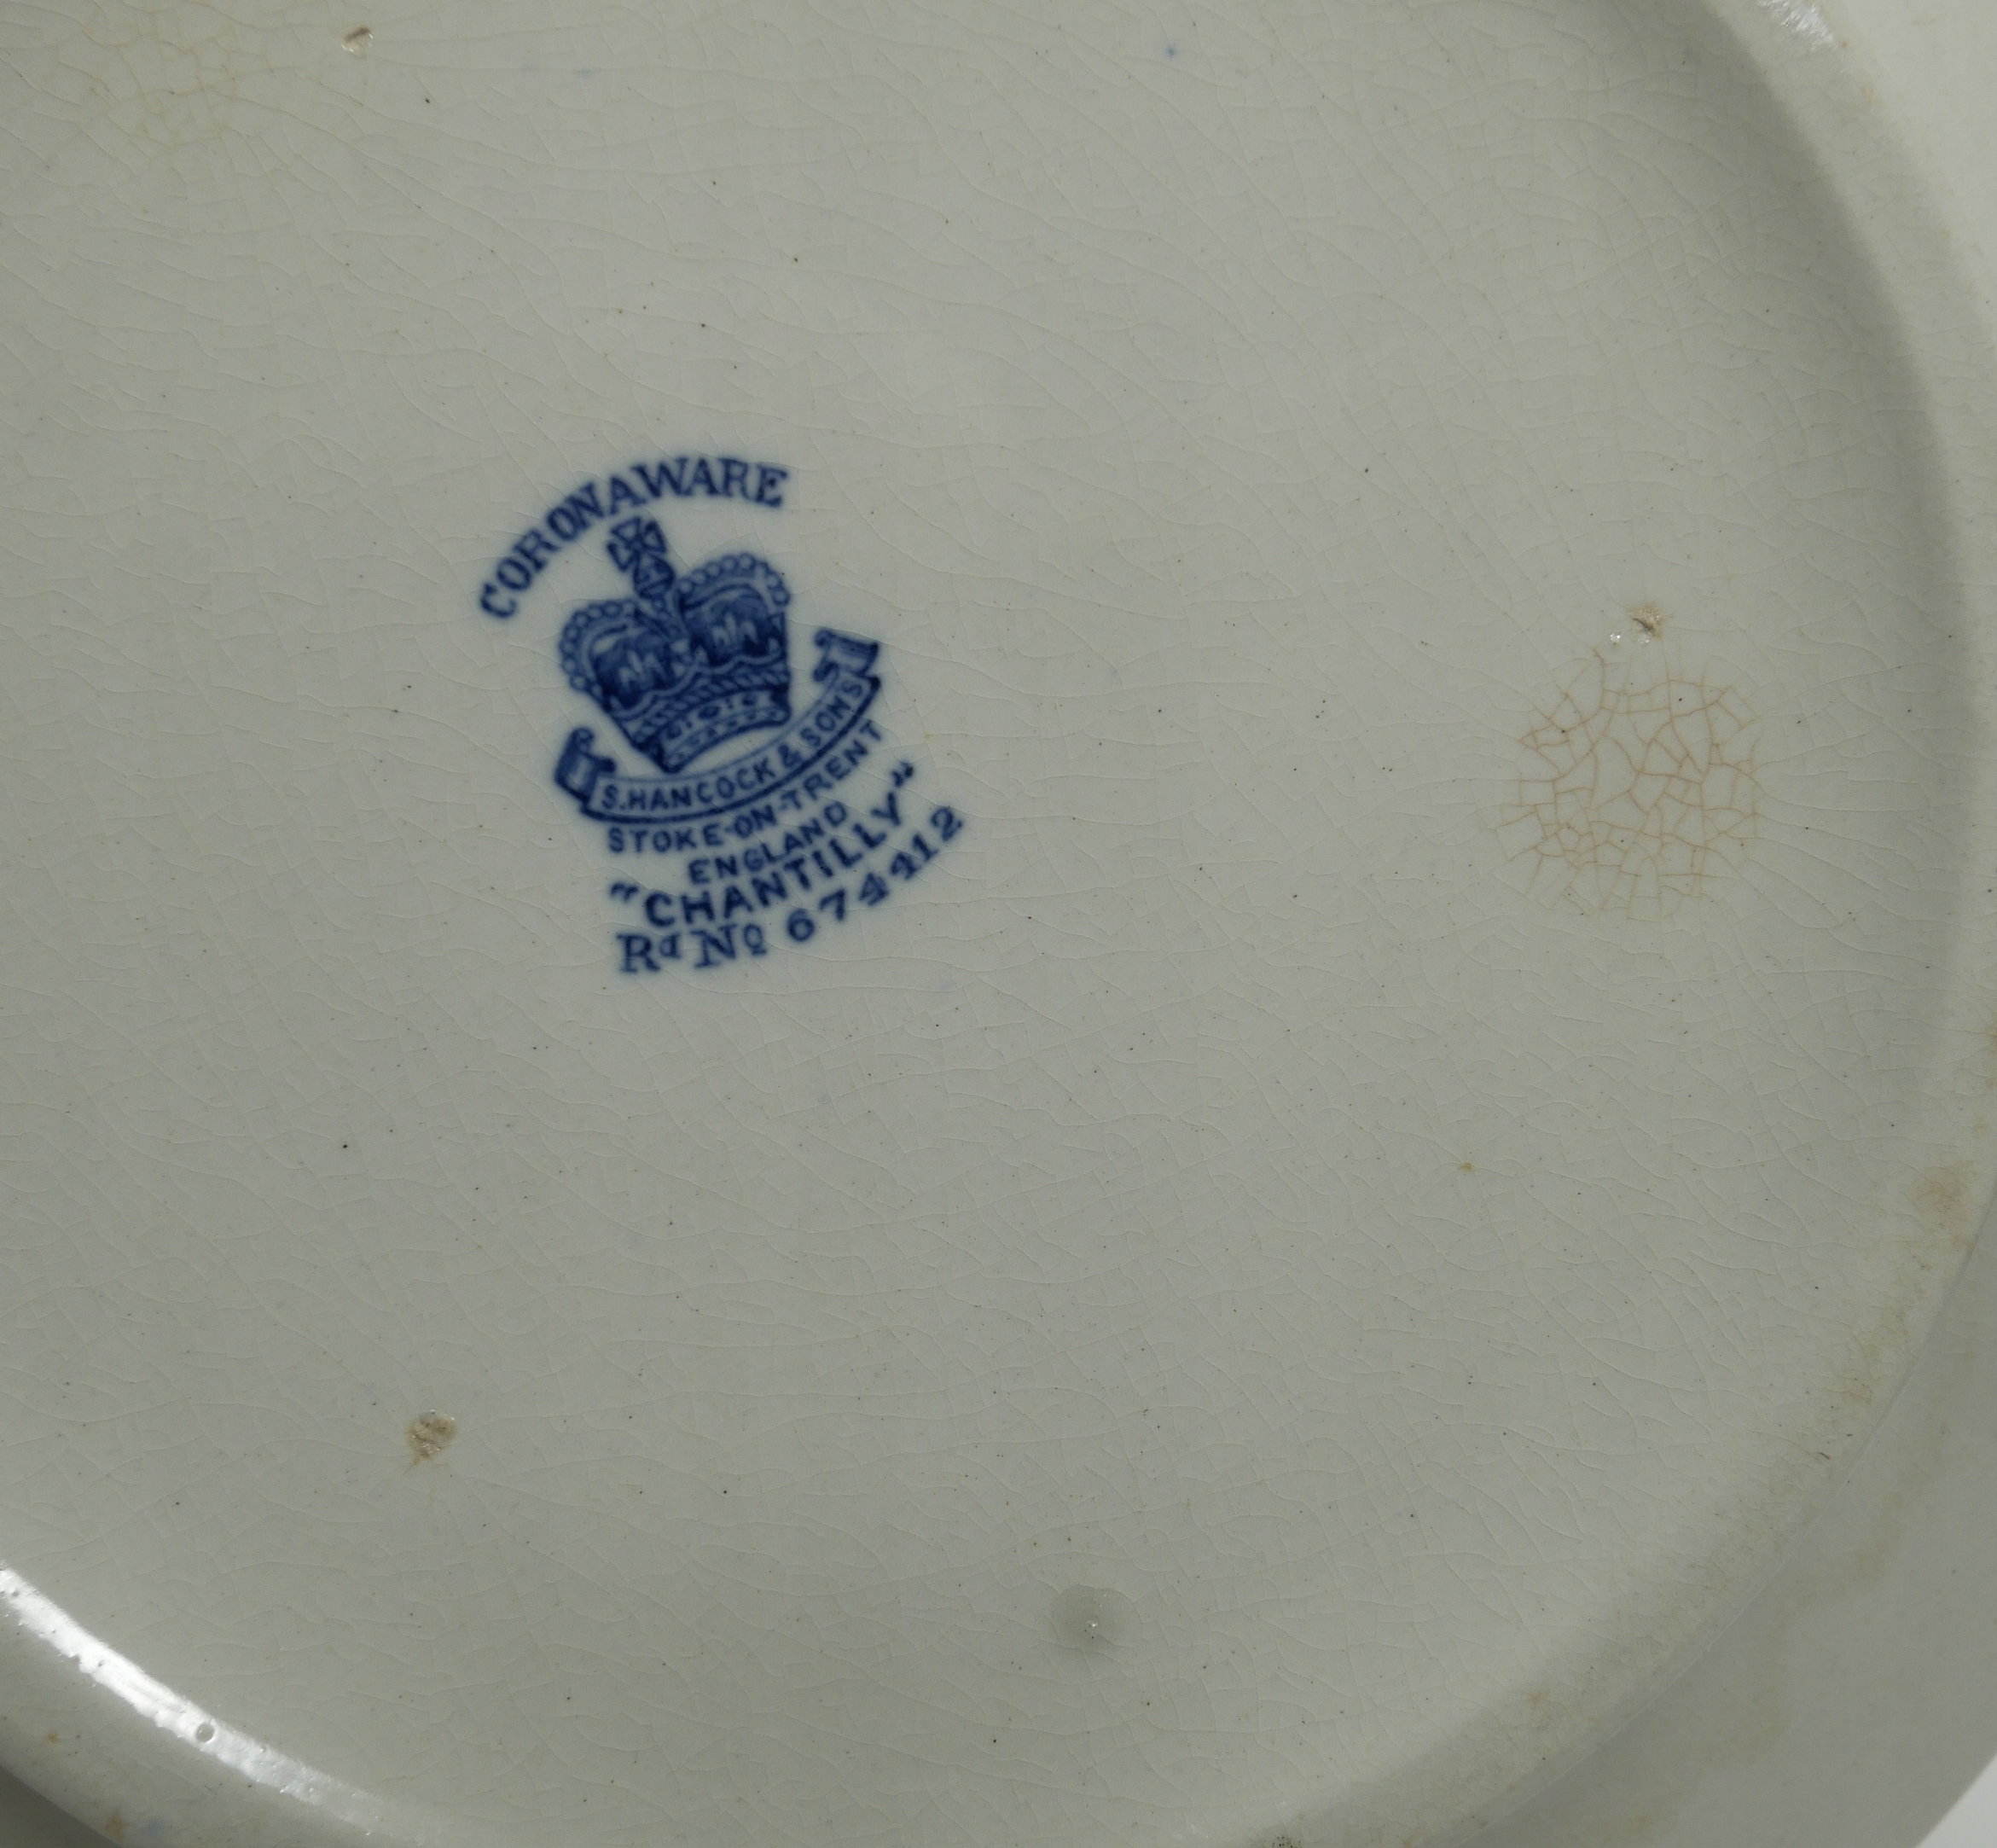 CORONAWARE
S. HANCOCK & SONS
STOKE-ON-TRENT
ENGLAND
"CHANTILLY"
Rd No 674412